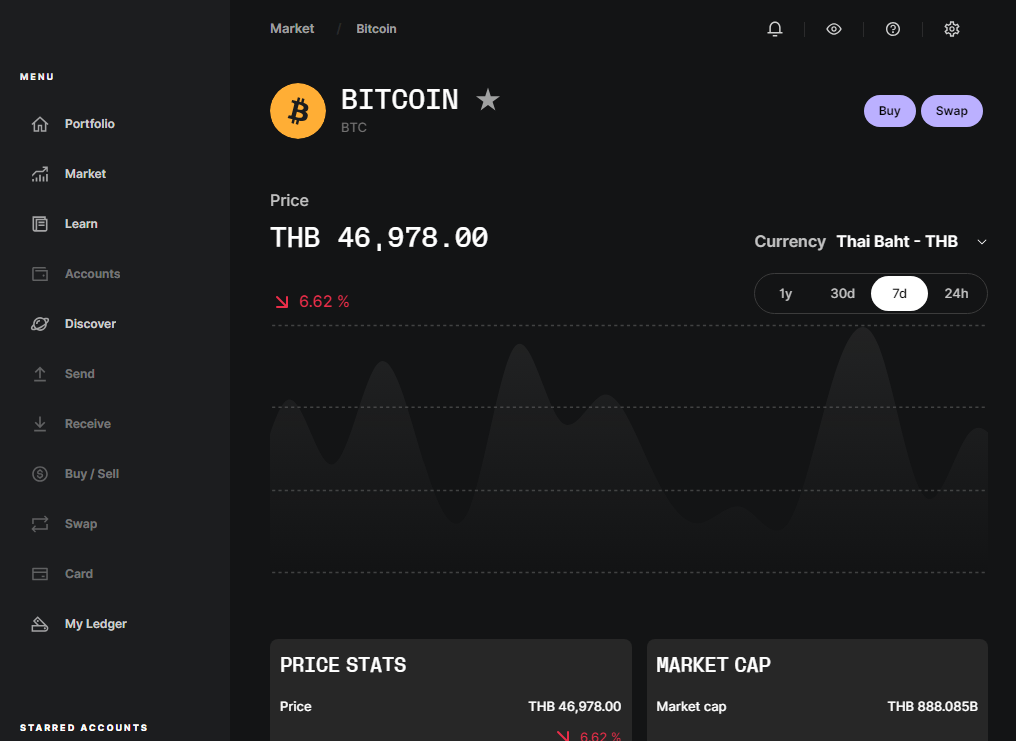 Market / Bitcoin
MENU
BITCOIN
BTC
Buy
Swap
Portfolio
Market
Learn
Accounts
Discover
Send
Receive
Buy / Sell
Swap
Card
My Ledger
STARRED ACCOUNTS
Price
THB 46,978.00
Currency Thai Baht - THB
6.62 %
1y 30d 7d 24h
PRICE STATS
Price THB 46,978.00
6.62 %
MARKET CAP
Market cap THB 888.085B